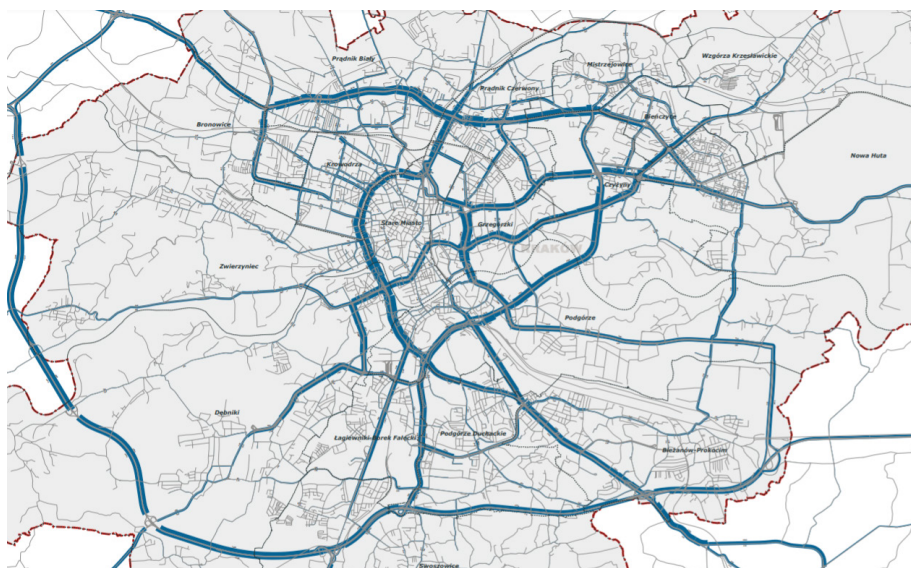 Prądnik Biały
Wzgórza Krzesławickie
Mistrzejowice
Prądnik Czerwony
Bronowice
Bieńczyce
Nowa Huta
Krowodrza
Czyżyny
Stare Miasto
Grzegórzki
KRAKÓW
Zwierzyniec
Podgórze
Dębniki
Łagiewniki-Borek Fałęcki
Podgórze Duchackie
Bieżanów-Prokocim
Swoszowice